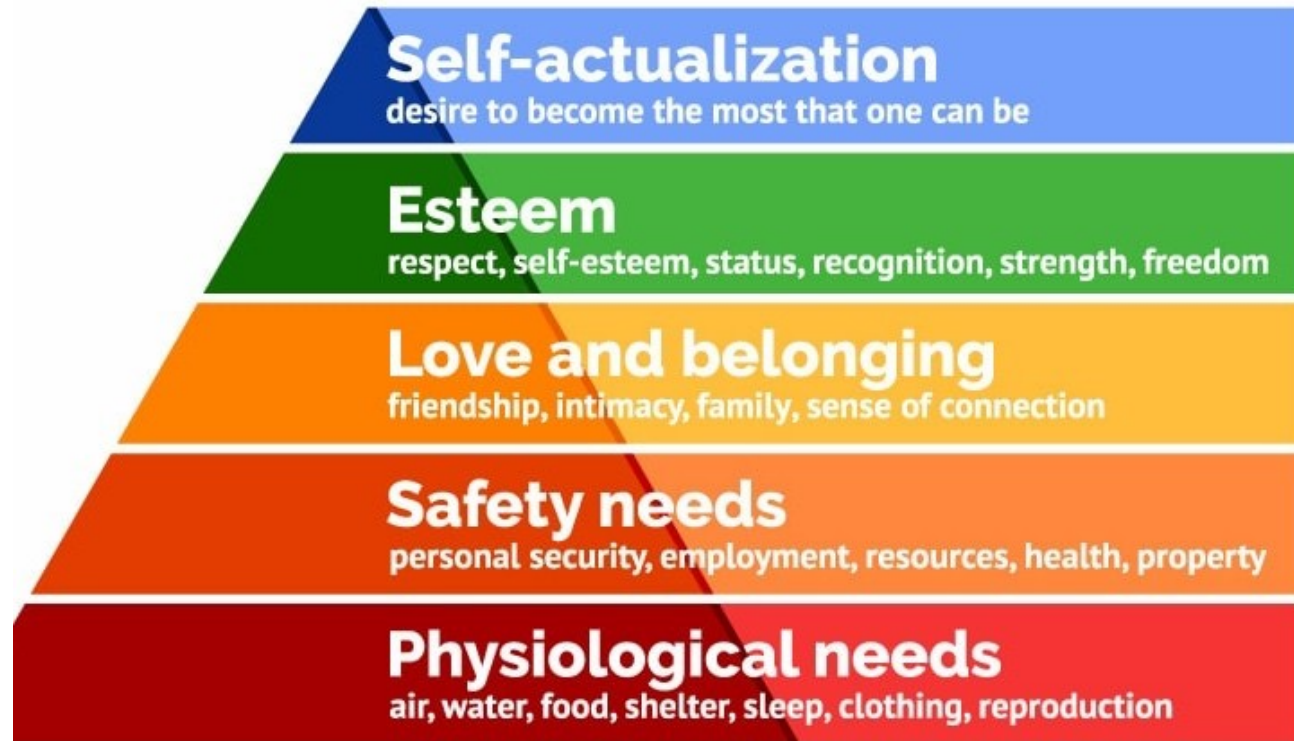 Self-actualization
desire to become the most that one can be
Esteem
respect, self-esteem, status, recognition, strength, freedom
Love and belonging
friendship, intimacy, family, sense of connection
Safety needs
personal security, employment, resources, health, property
Physiological needs
air, water, food, shelter, sleep, clothing, reproduction